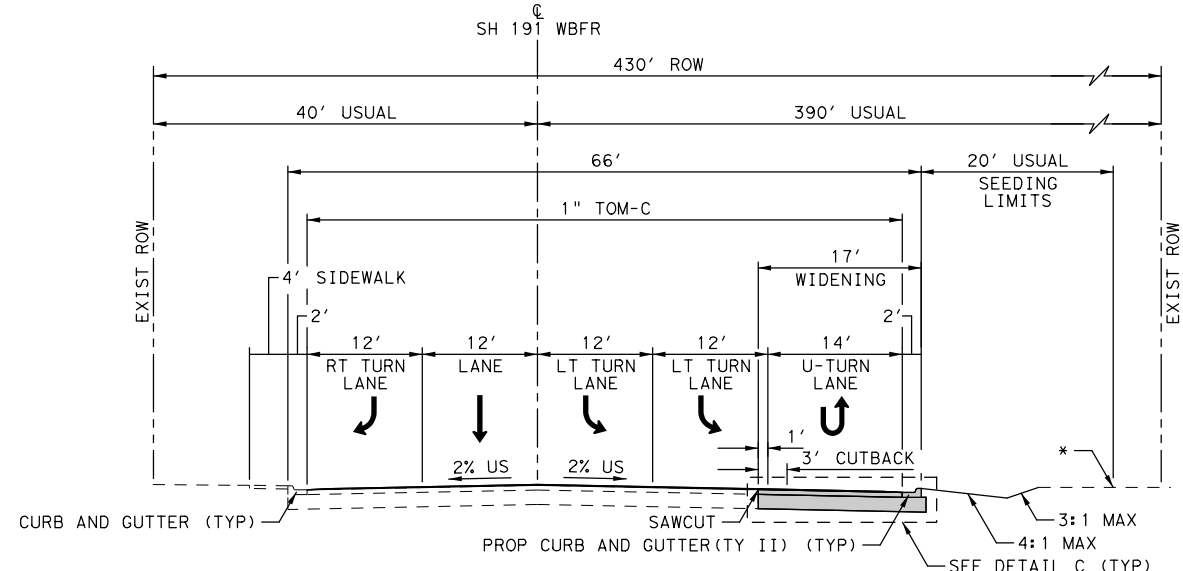 ℄
SH 191 WBFR
430' ROW
40' USUAL
390' USUAL
66'
20' USUAL
SEEDING
LIMITS
1" TOM-C
EXIST ROW
EXIST ROW
17'
WIDENING
4' SIDEWALK
2'
2'
12'
RT TURN
LANE
12'
LANE
12'
LT TURN
LANE
12'
LT TURN
LANE
14'
U-TURN
LANE
1'
3' CUTBACK
*
2% US
2% US
CURB AND GUTTER (TYP)
SAWCUT
PROP CURB AND GUTTER(TY II) (TYP)
3:1 MAX
4:1 MAX
SEE DETAIL C (TYP)